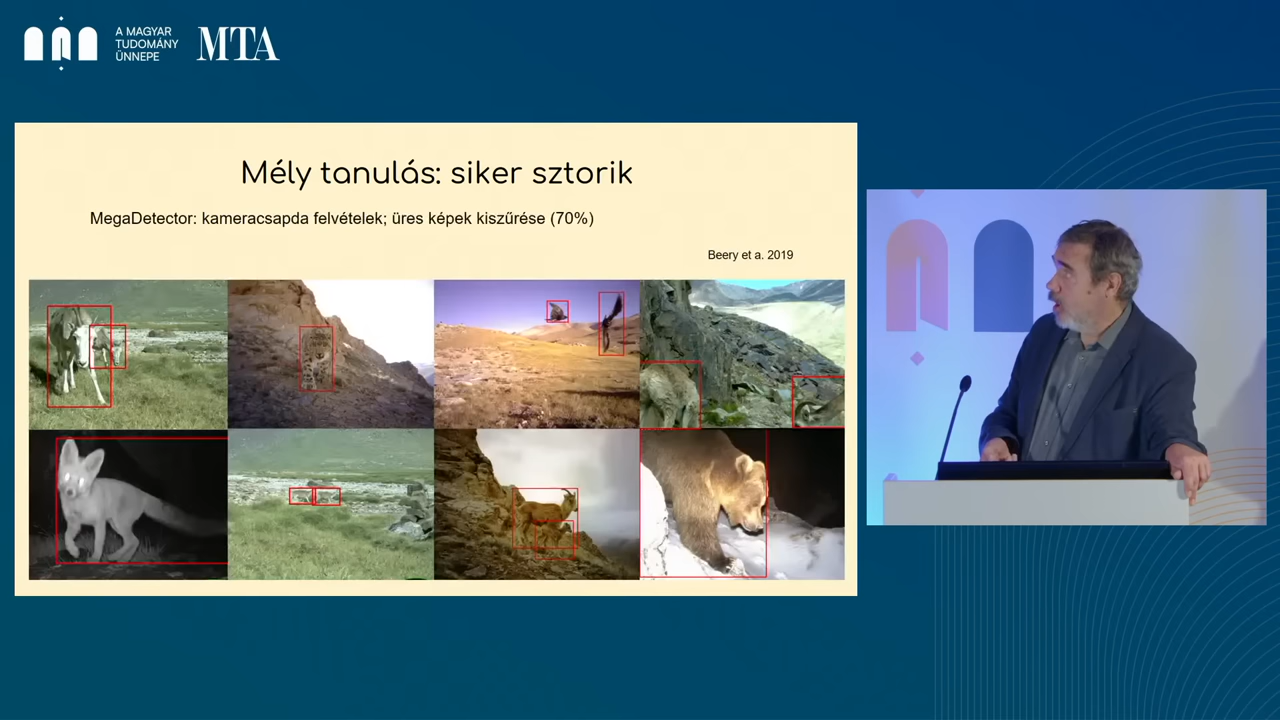 A MAGYAR
TUDOMÁNY
ÜNNEPE
MTA
Mély tanulás: siker sztorik
MegaDetector: kameracsapda felvételek; üres képek kiszűrése (70%)
Beery et a. 2019